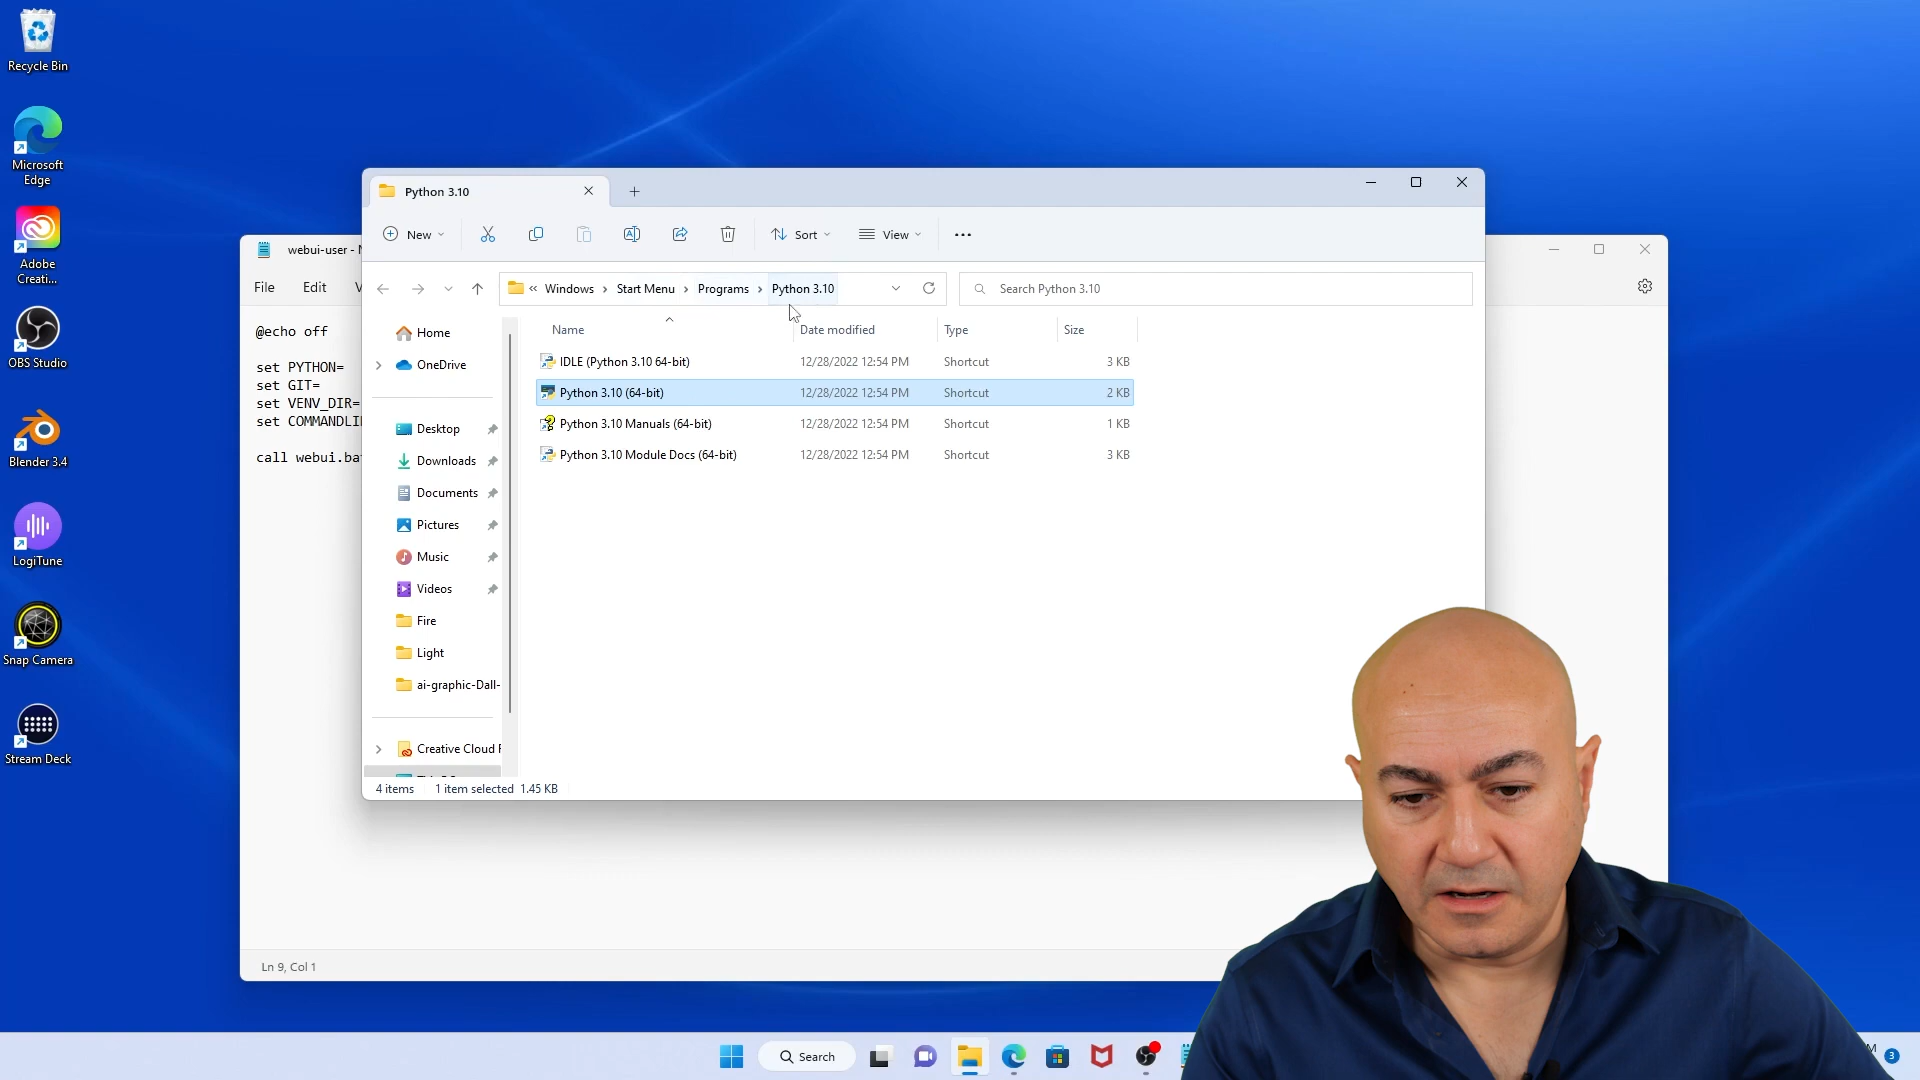 Recycle Bin
Microsoft
Edge
Adobe
Creati...
OBS Studio
Blender 3.4
LogiTune
Snap Camera
Stream Deck
webui-user -
File Edit
@echo off
set PYTHON=
set GIT=
set VENV_DIR=
set COMMANDLI
call webui.ba
Ln 9, Col 1
Python 3.10
New Sort View
« Windows > Start Menu > Programs > Python 3.10
Search Python 3.10
Home
OneDrive
Desktop
Downloads
Documents
Pictures
Music
Videos
Fire
Light
ai-graphic-Dall-
Creative Cloud F
Name Date modified Type Size
IDLE (Python 3.10 64-bit) 12/28/2022 12:54 PM Shortcut 3 KB
Python 3.10 (64-bit) 12/28/2022 12:54 PM Shortcut 2 KB
Python 3.10 Manuals (64-bit) 12/28/2022 12:54 PM Shortcut 1 KB
Python 3.10 Module Docs (64-bit) 12/28/2022 12:54 PM Shortcut 3 KB
4 items 1 item selected 1.45 KB
Search
3